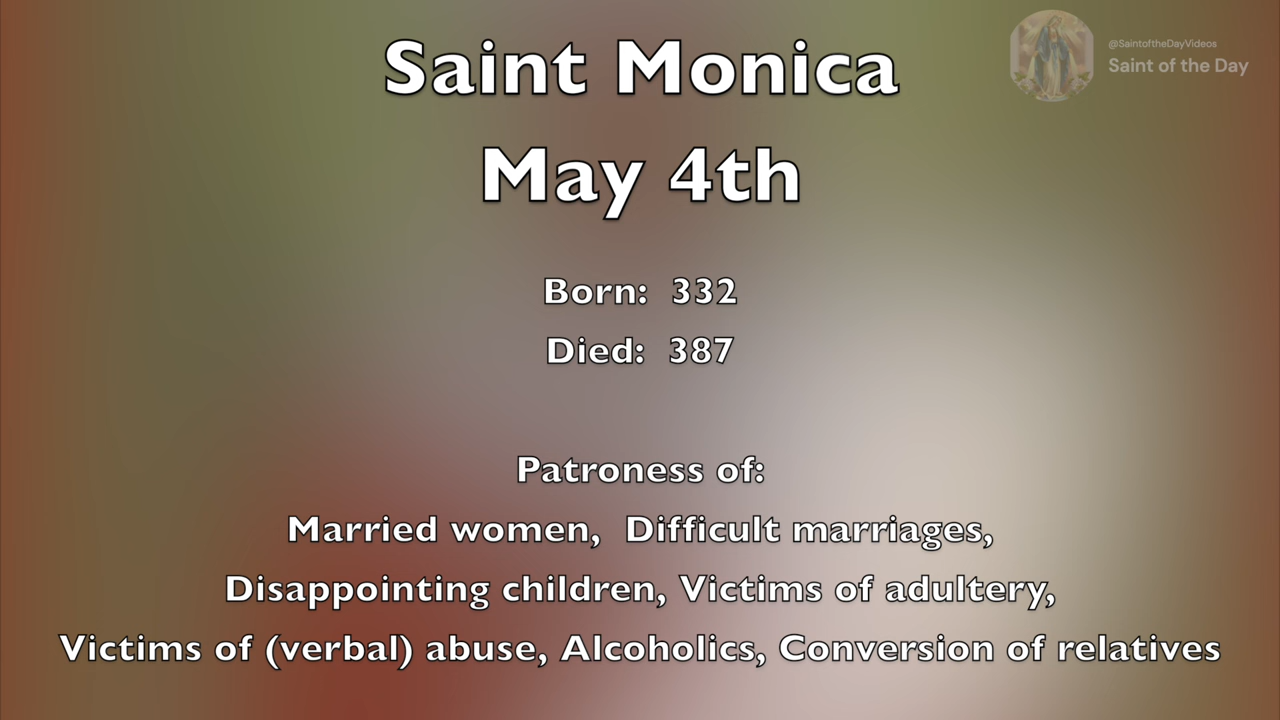 Saint Monica
@SaintoftheDayVideos
Saint of the Day
May 4th
Born: 332
Died: 387
Patroness of:
Married women, Difficult marriages,
Disappointing children, Victims of adultery,
Victims of (verbal) abuse, Alcoholics, Conversion of relatives